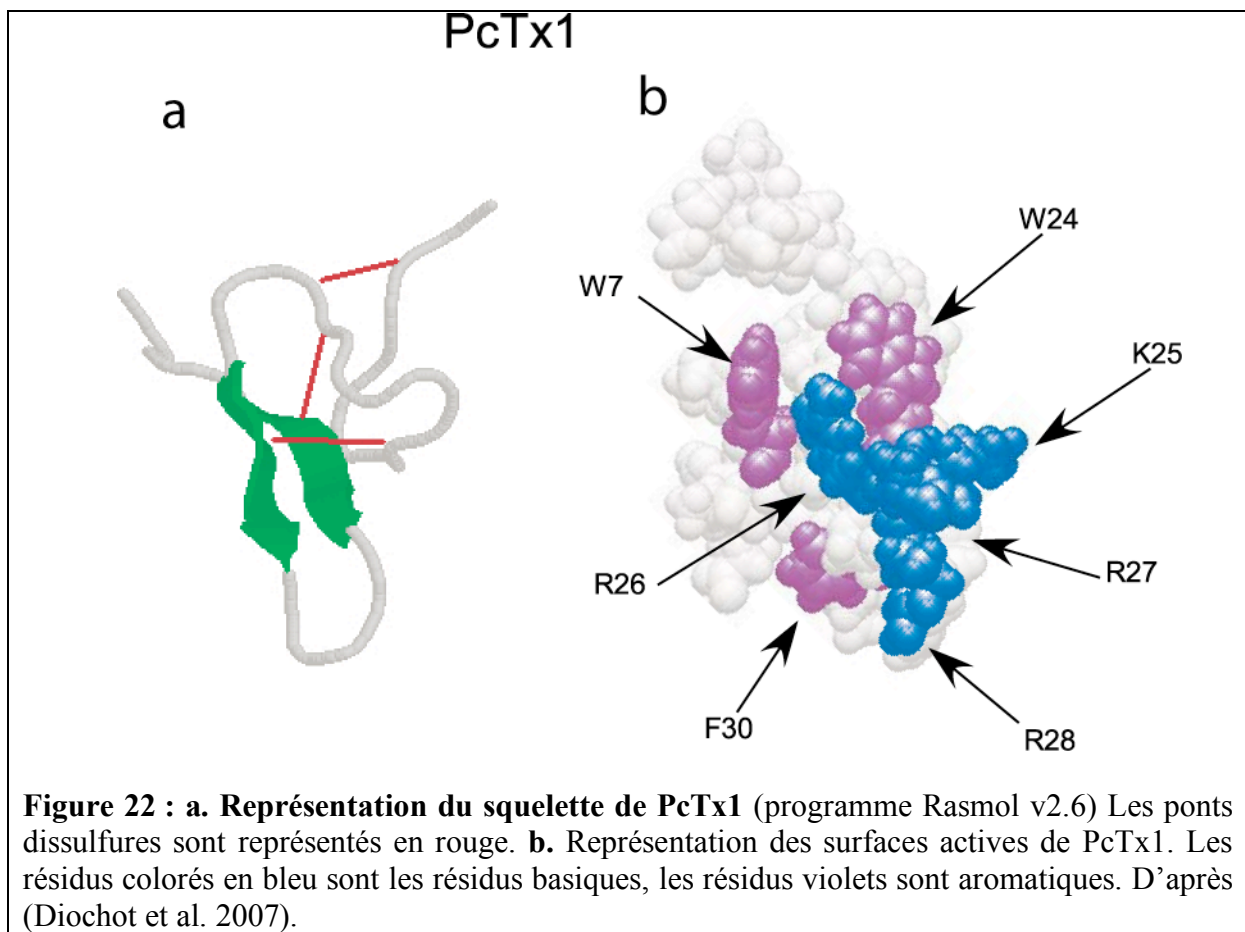 PcTx1
a
b
W24
W7
K25
R26
R27
F30
R28
Figure 22 : a. Représentation du squelette de PcTx1 (programme Rasmol v2.6) Les ponts
dissulfures sont représentés en rouge. b. Représentation des surfaces actives de PcTx1. Les
résidus colorés en bleu sont les résidus basiques, les résidus violets sont aromatiques. D’après
(Diochot et al. 2007).